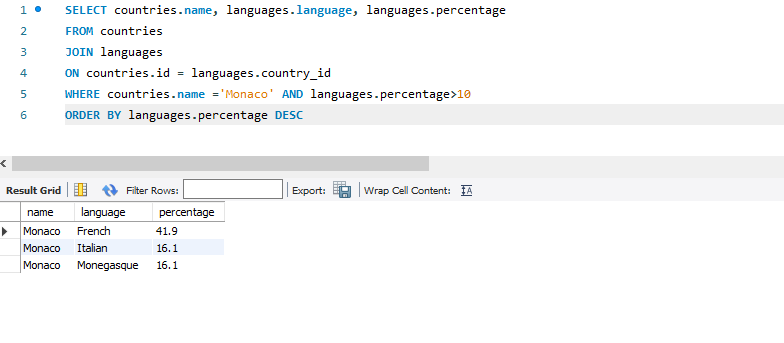 1 SELECT countries.name, languages.language, languages.percentage
2 FROM countries
3 JOIN languages
4 ON countries.id = languages.country_id
5 WHERE countries.name ='Monaco' AND languages.percentage>10
6 ORDER BY languages.percentage DESC
Result Grid Filter Rows: Export: Wrap Cell Content:
name language percentage
Monaco French 41.9
Monaco Italian 16.1
Monaco Monegasque 16.1